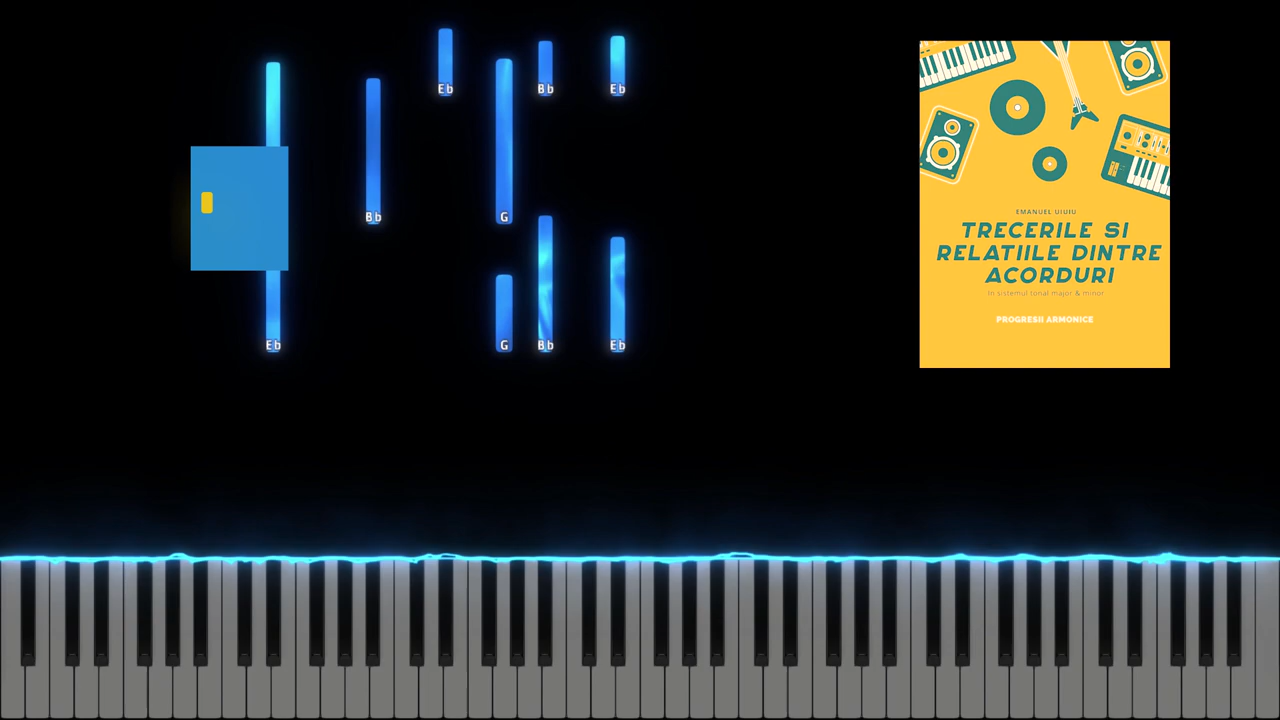 Eb
Bb
Eb
Bb
G
Eb
G
Bb
Eb
EMANUEL UIUIU
TRECERILE SI
RELATIILE DINTRE
ACORDURI
In sistemul tonal major & minor
PROGRESII ARMONICE